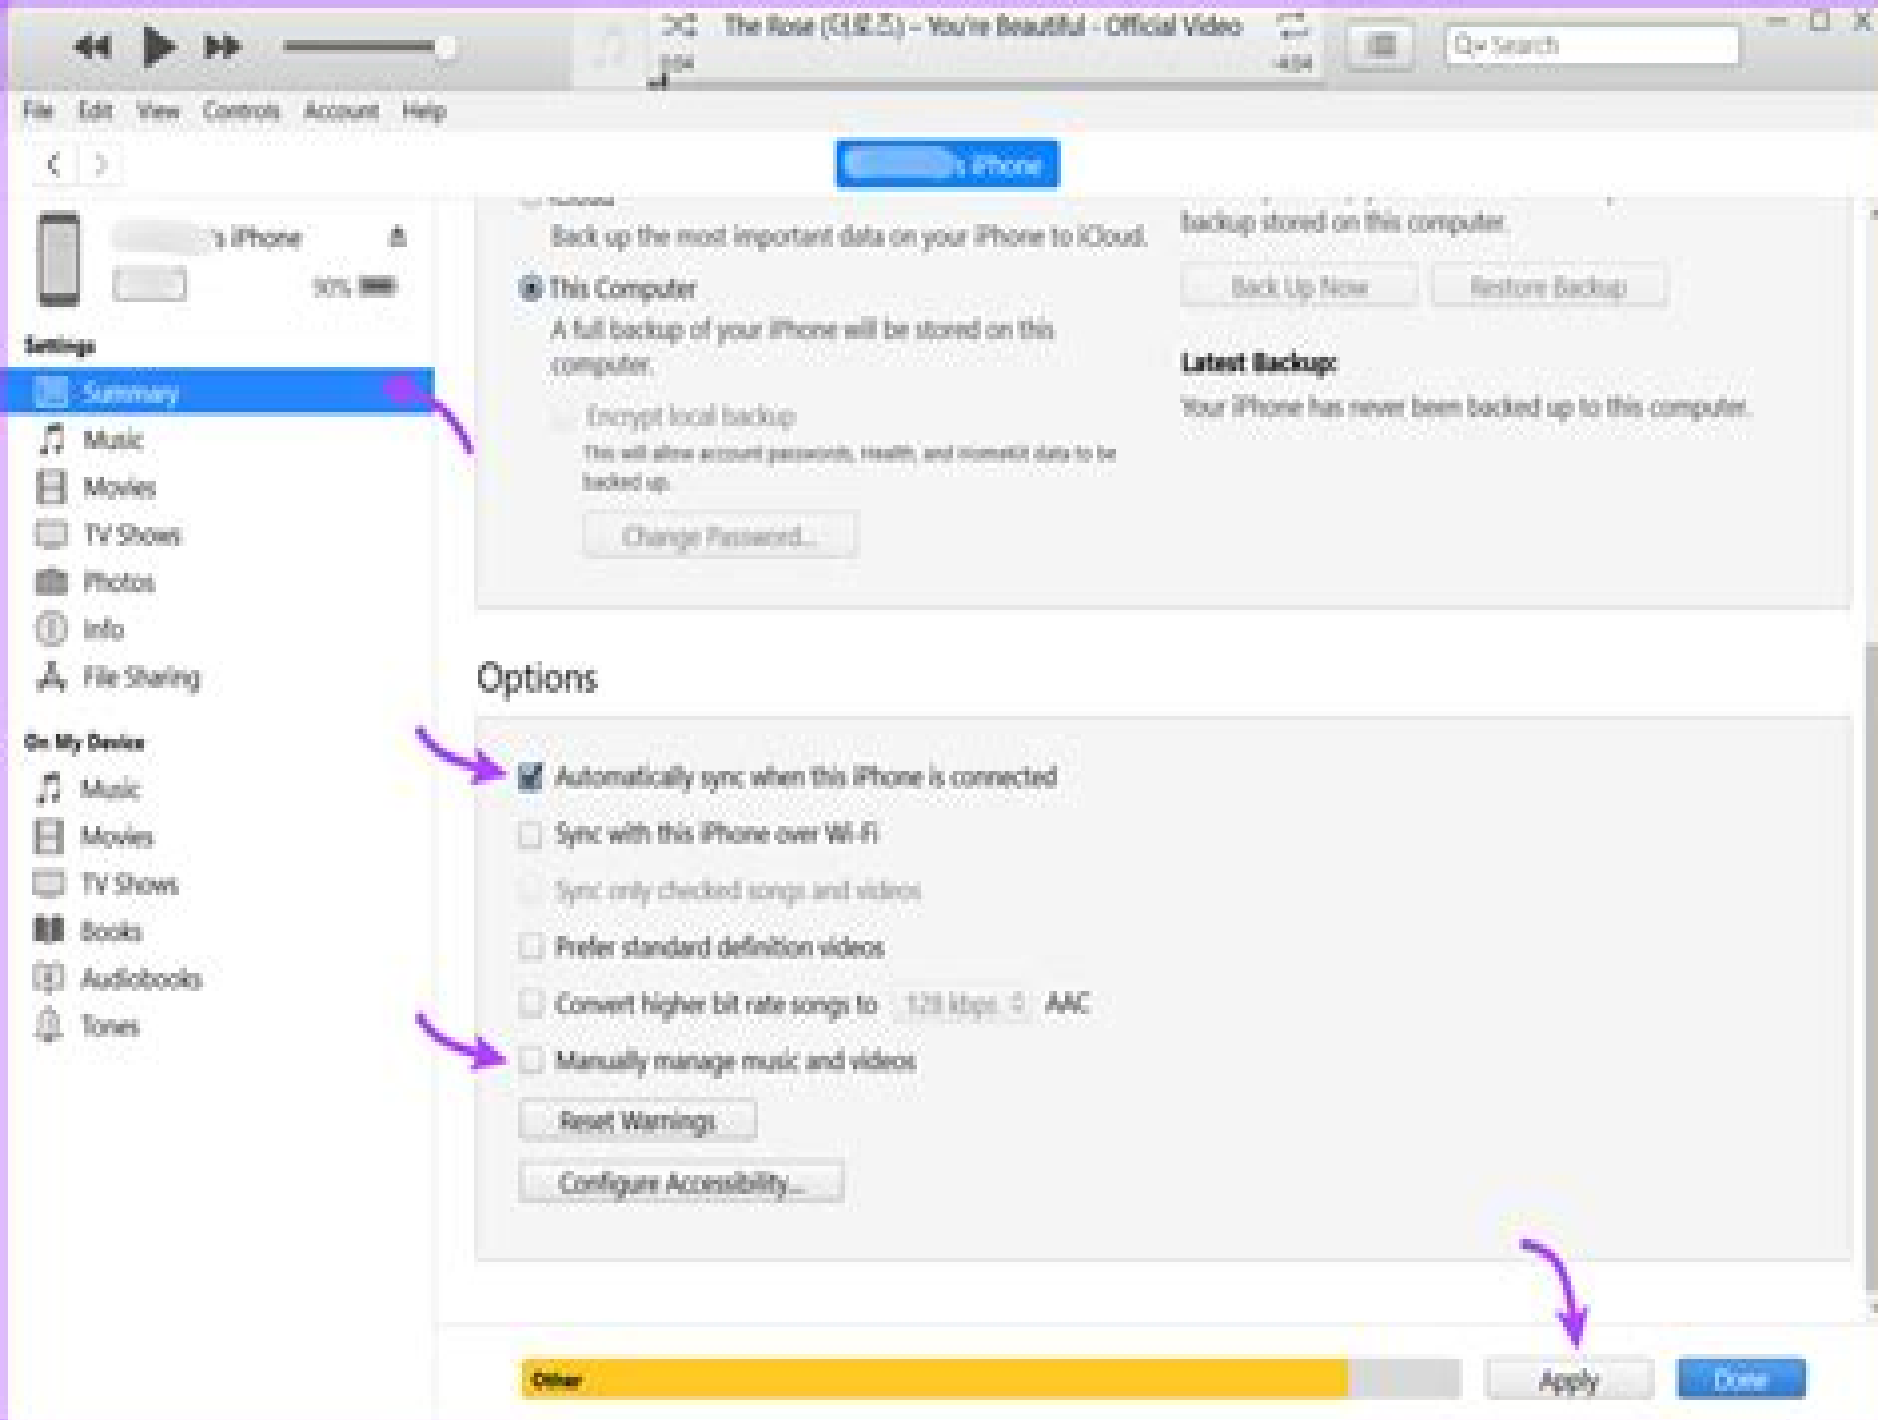 The Rose (더로즈) – You're Beautiful - Official Video
0:04
-4:04
Search
File Edit View Controls Account Help
's iPhone
's iPhone
90%
Settings
Summary
Music
Movies
TV Shows
Photos
Info
File Sharing
On My Device
Music
Movies
TV Shows
Books
Audiobooks
Tones
iCloud
Back up the most important data on your iPhone to iCloud.
This Computer
A full backup of your iPhone will be stored on this
computer.
Encrypt local backup
This will allow account passwords, Health, and HomeKit data to be
backed up.
Change Password...
backup stored on this computer.
Back Up Now
Restore Backup
Latest Backup:
Your iPhone has never been backed up to this computer.
Options
Automatically sync when this iPhone is connected
Sync with this iPhone over Wi-Fi
Sync only checked songs and videos
Prefer standard definition videos
Convert higher bit rate songs to 128 kbps AAC
Manually manage music and videos
Reset Warnings
Configure Accessibility...
Other
Apply
Done